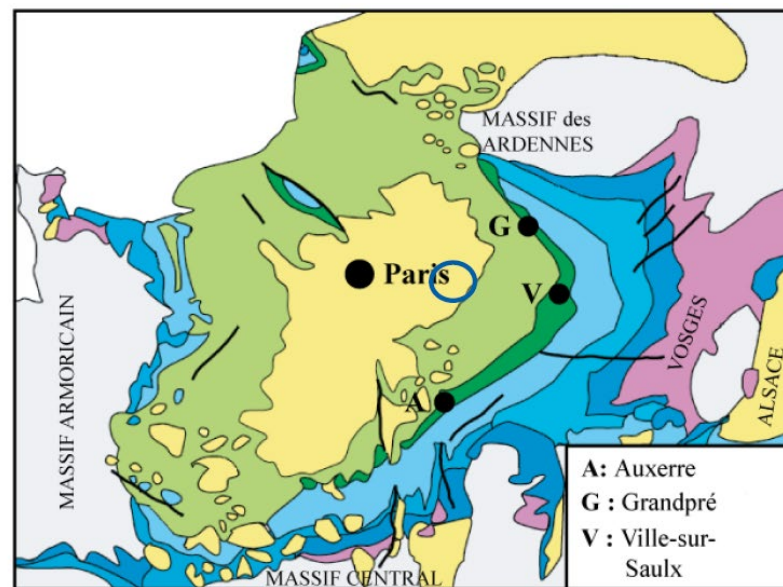 MASSIF des
ARDENNES
G
Paris
V
A
MASSIF ARMORICAIN
VOSGES
ALSACE
MASSIF CENTRAL
A: Auxerre
G : Grandpré
V : Ville-sur-
Saulx